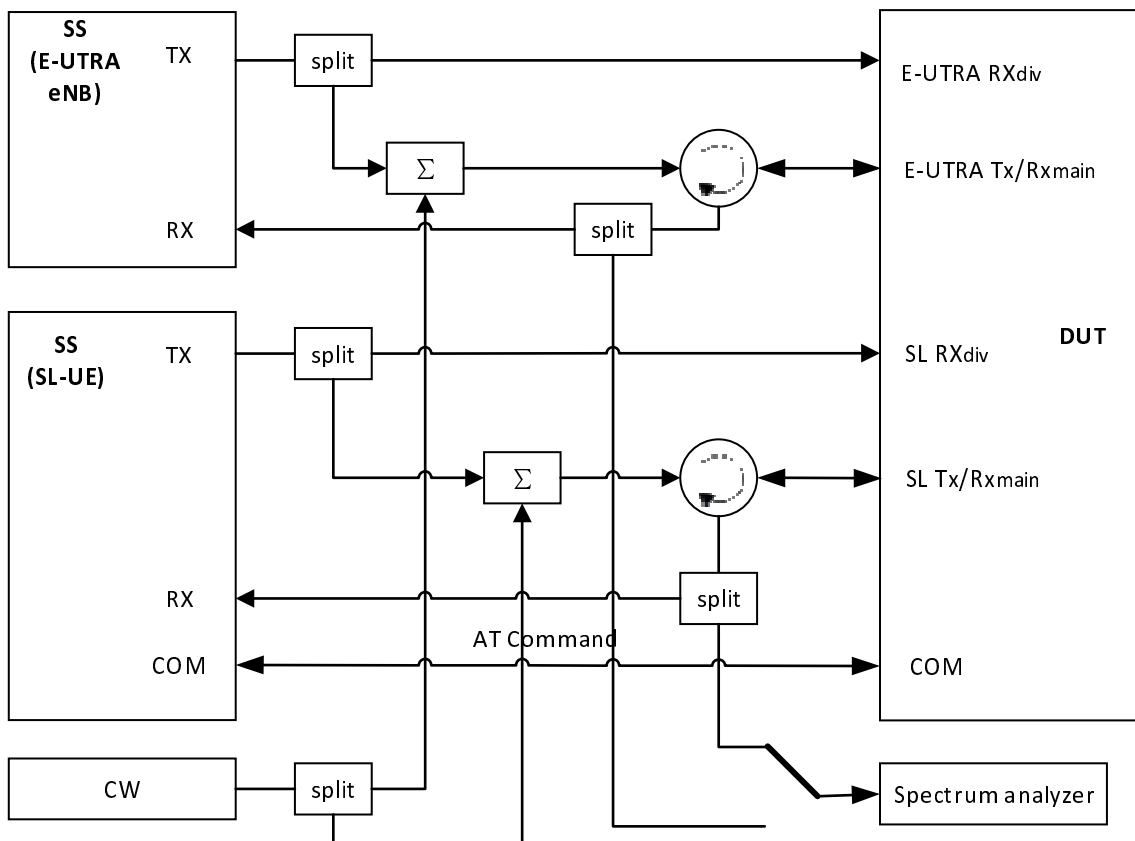 SS
(E-UTRA
eNB)
TX
split
E-UTRA RXdiv
Σ
E-UTRA Tx/Rxmain
RX
split
SS
(SL-UE)
TX
split
SL RXdiv
DUT
Σ
SL Tx/Rxmain
RX
split
AT Command
COM
COM
CW
split
Spectrum analyzer